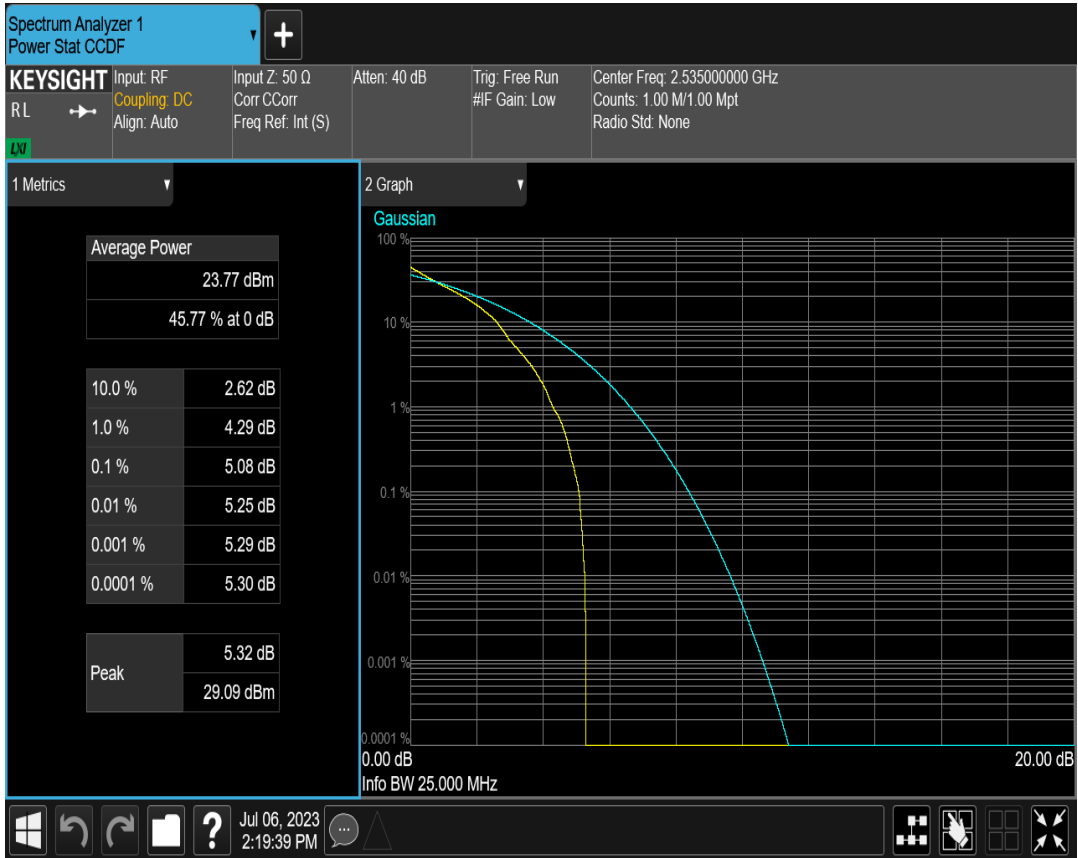 Spectrum Analyzer 1
Power Stat CCDF
KEYSIGHT
R L
LXI
Input: RF
Coupling: DC
Align: Auto
Input Z: 50 Ω
Corr CCorr
Freq Ref: Int (S)
Atten: 40 dB
Trig: Free Run
#IF Gain: Low
Center Freq: 2.535000000 GHz
Counts: 1.00 M/1.00 Mpt
Radio Std: None
1 Metrics
Average Power
23.77 dBm
45.77 % at 0 dB
10.0 % 2.62 dB
1.0 % 4.29 dB
0.1 % 5.08 dB
0.01 % 5.25 dB
0.001 % 5.29 dB
0.0001 % 5.30 dB
Peak
5.32 dB
29.09 dBm
2 Graph
Gaussian
100 %
10 %
1 %
0.1 %
0.01 %
0.001 %
0.0001 %
0.00 dB 20.00 dB
Info BW 25.000 MHz
?
Jul 06, 2023
2:19:39 PM